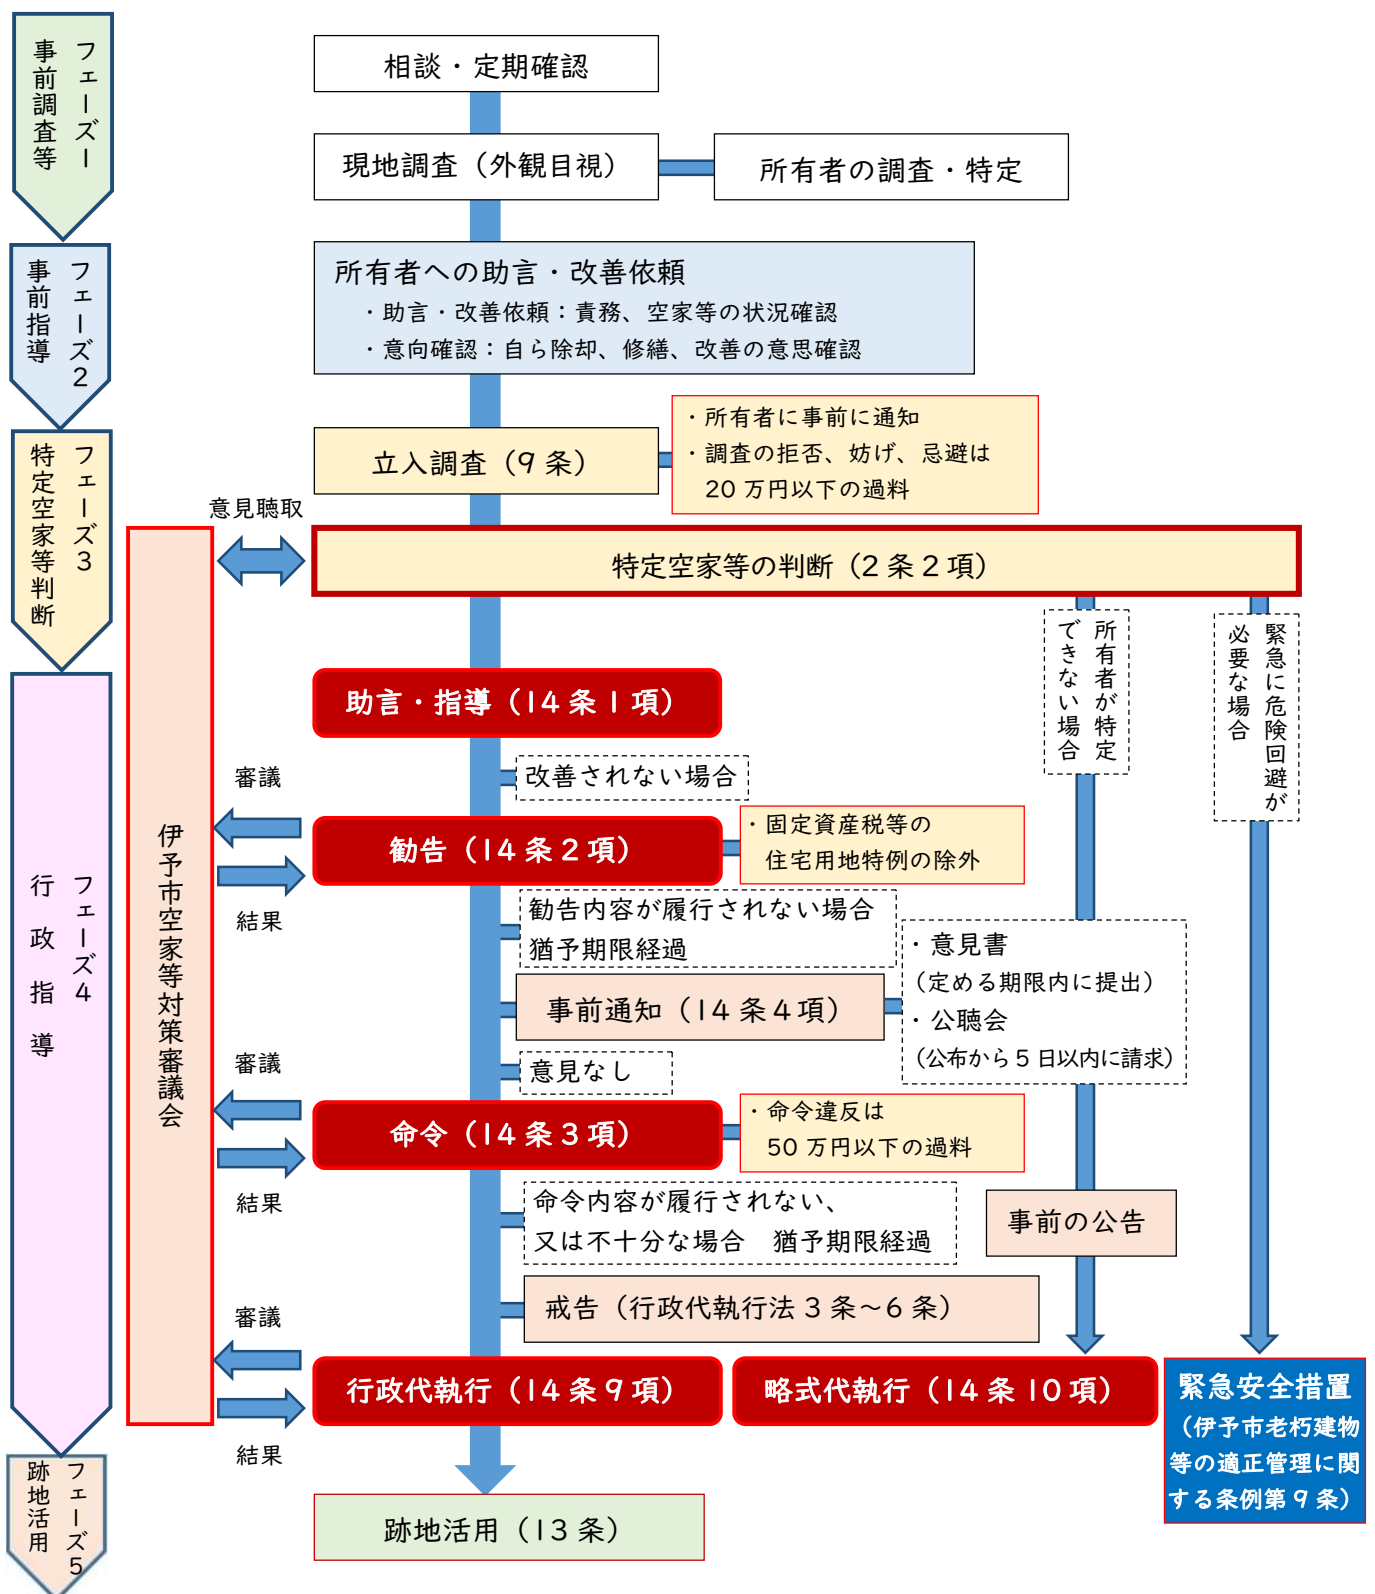 フェーズ1
事前調査等
相談・定期確認
現地調査（外観目視）
所有者の調査・特定
フェーズ2
事前指導
所有者への助言・改善依頼
・助言・改善依頼：責務、空家等の状況確認
・意向確認：自ら除却、修繕、改善の意思確認
フェーズ3
特定空家等判断
立入調査（9条）
・所有者に事前に通知
・調査の拒否、妨げ、忌避は
20万円以下の過料
意見聴取
特定空家等の判断（2条2項）
所有者が特定
できない場合
緊急に危険回避が
必要な場合
フェーズ4
行政指導
伊予市空家等対策審議会
助言・指導（14条1項）
改善されない場合
審議
勧告（14条2項）
・固定資産税等の
住宅用地特例の除外
結果
勧告内容が履行されない場合
猶予期限経過
事前通知（14条4項）
・意見書
（定める期限内に提出）
・公聴会
（公布から5日以内に請求）
意見なし
審議
命令（14条3項）
・命令違反は
50万円以下の過料
結果
命令内容が履行されない、
又は不十分な場合　猶予期限経過
事前の公告
戒告（行政代執行法3条～6条）
審議
行政代執行（14条9項）
略式代執行（14条10項）
緊急安全措置
（伊予市老朽建物
等の適正管理に関
する条例第9条）
結果
フェーズ5
跡地活用
跡地活用（13条）